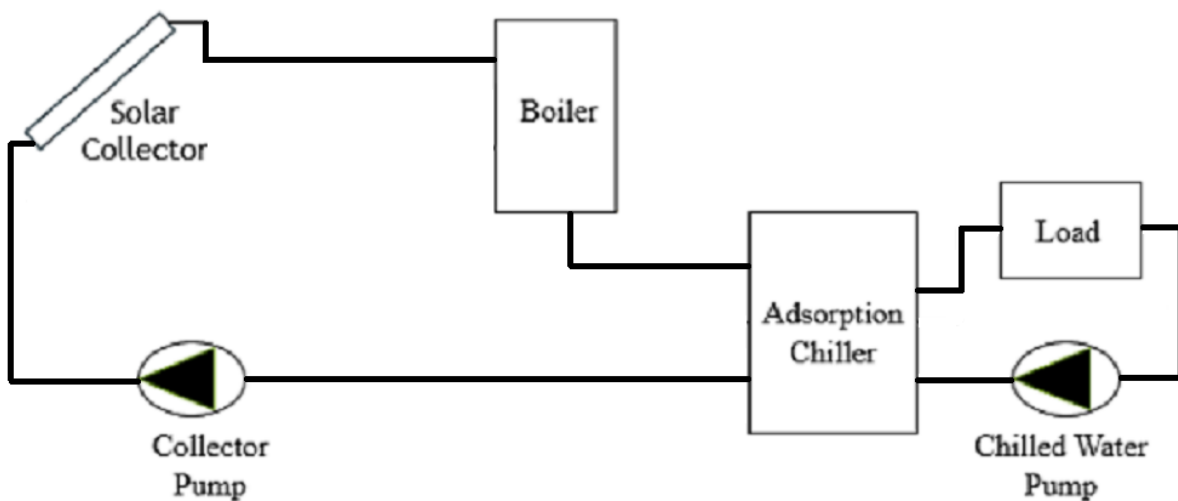 Solar
Collector
Boiler
Load
Adsorption
Chiller
Collector
Pump
Chilled Water
Pump